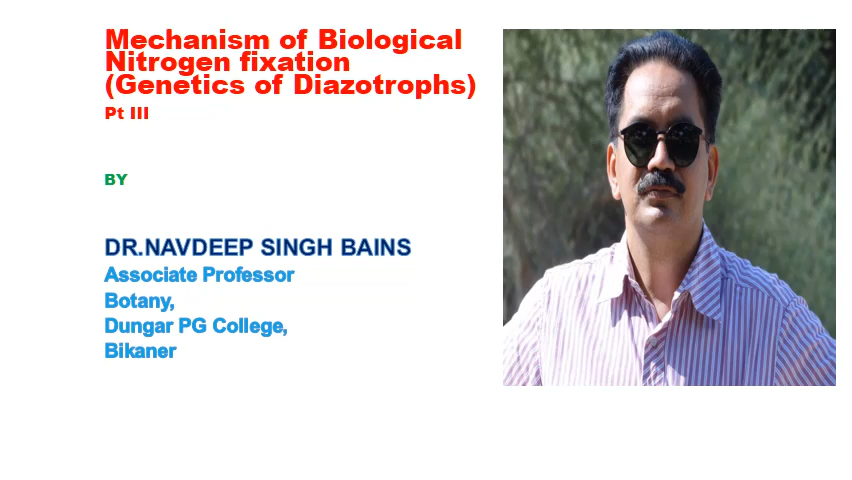 Mechanism of Biological
Nitrogen fixation
(Genetics of Diazotrophs)
Pt III
BY
DR.NAVDEEP SINGH BAINS
Associate Professor
Botany,
Dungar PG College,
Bikaner